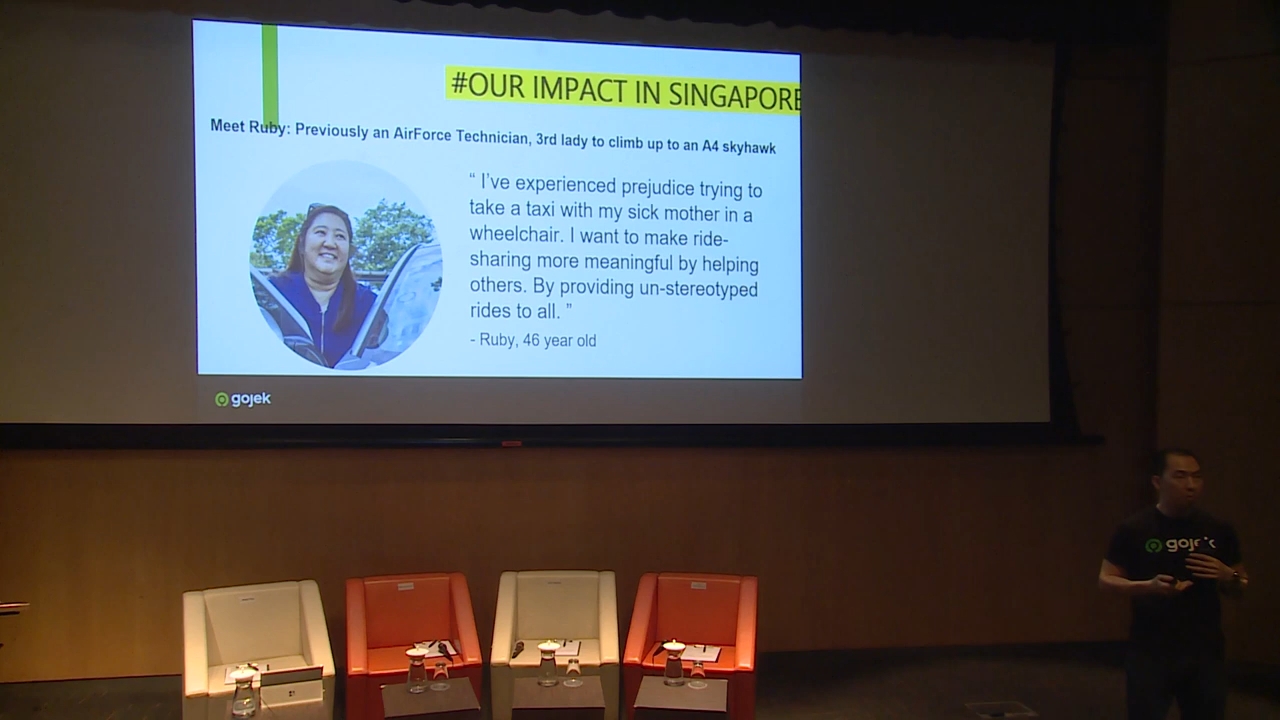 #OUR IMPACT IN SINGAPORE
Meet Ruby: Previously an AirForce Technician, 3rd lady to climb up to an A4 skyhawk
“ I’ve experienced prejudice trying to
take a taxi with my sick mother in a
wheelchair. I want to make ride-
sharing more meaningful by helping
others. By providing un-stereotyped
rides to all. ”
- Ruby, 46 year old
gojek
gojek